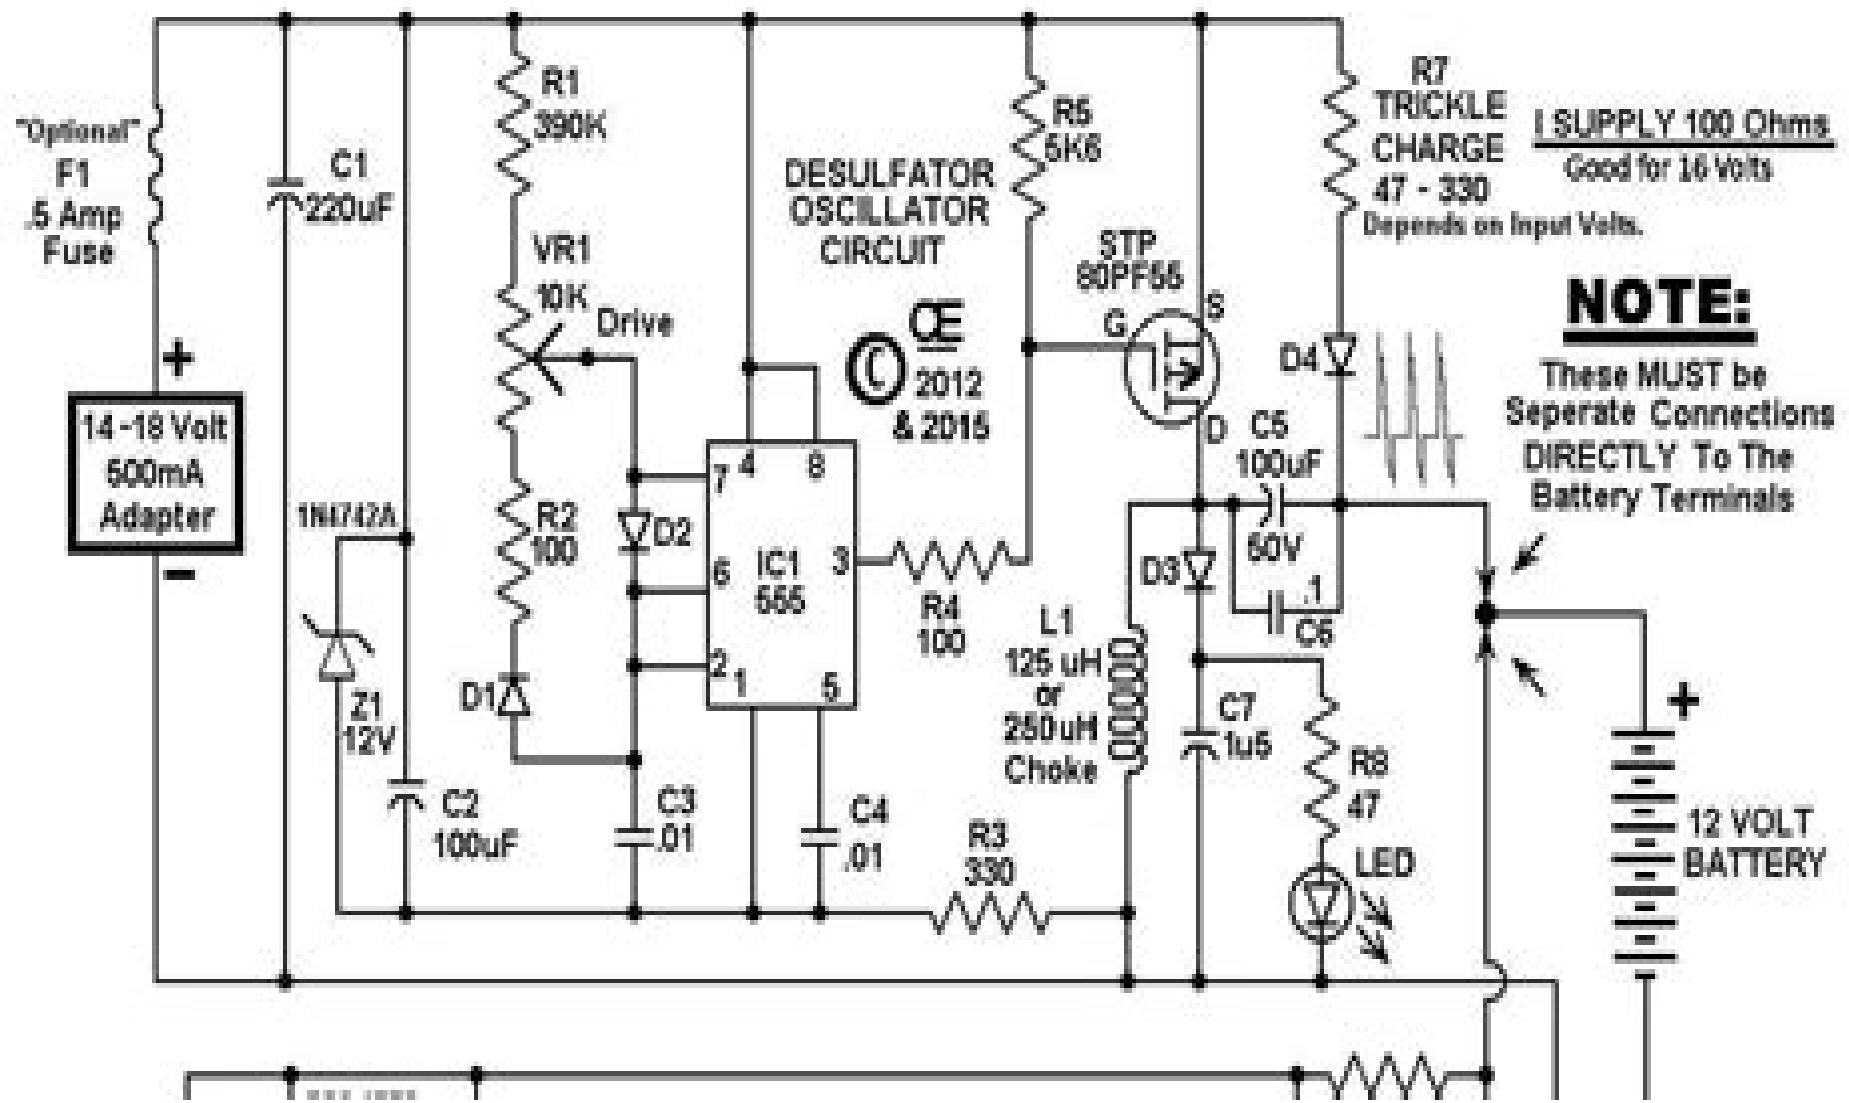 "Optional"
F1
.5 Amp
Fuse
+
14-18 Volt
500mA
Adapter
-
C1
220uF
1N4742A
Z1
12V
C2
100uF
R1
390K
VR1
10K
Drive
R2
100
D1
D2
C3
.01
DESULFATOR
OSCILLATOR
CIRCUIT
© Œ
2012
& 2015
7
4
8
6
IC1
555
3
2
1
5
R4
100
C4
.01
R3
330
R5
5K6
STP
80PF55
G
S
D
L1
125 uH
or
250uH
Choke
D3
C5
100uF
50V
.1
C6
C7
1u5
R8
47
LED
R7
TRICKLE
CHARGE
47 - 330
Depends on Input Volts.
D4
I SUPPLY 100 Ohms
Good for 16 Volts
NOTE:
These MUST be
Seperate Connections
DIRECTLY To The
Battery Terminals
+
12 VOLT
BATTERY